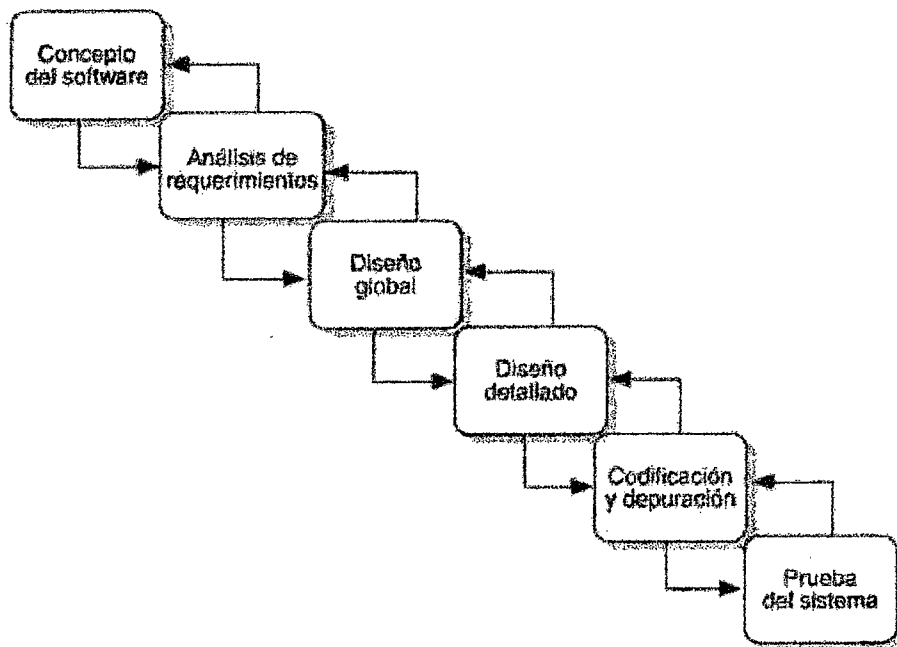 Concepto
del software
Análisis de
requerimientos
Diseño
global
Diseño
detallado
Codificación
y depuración
Prueba
del sistema